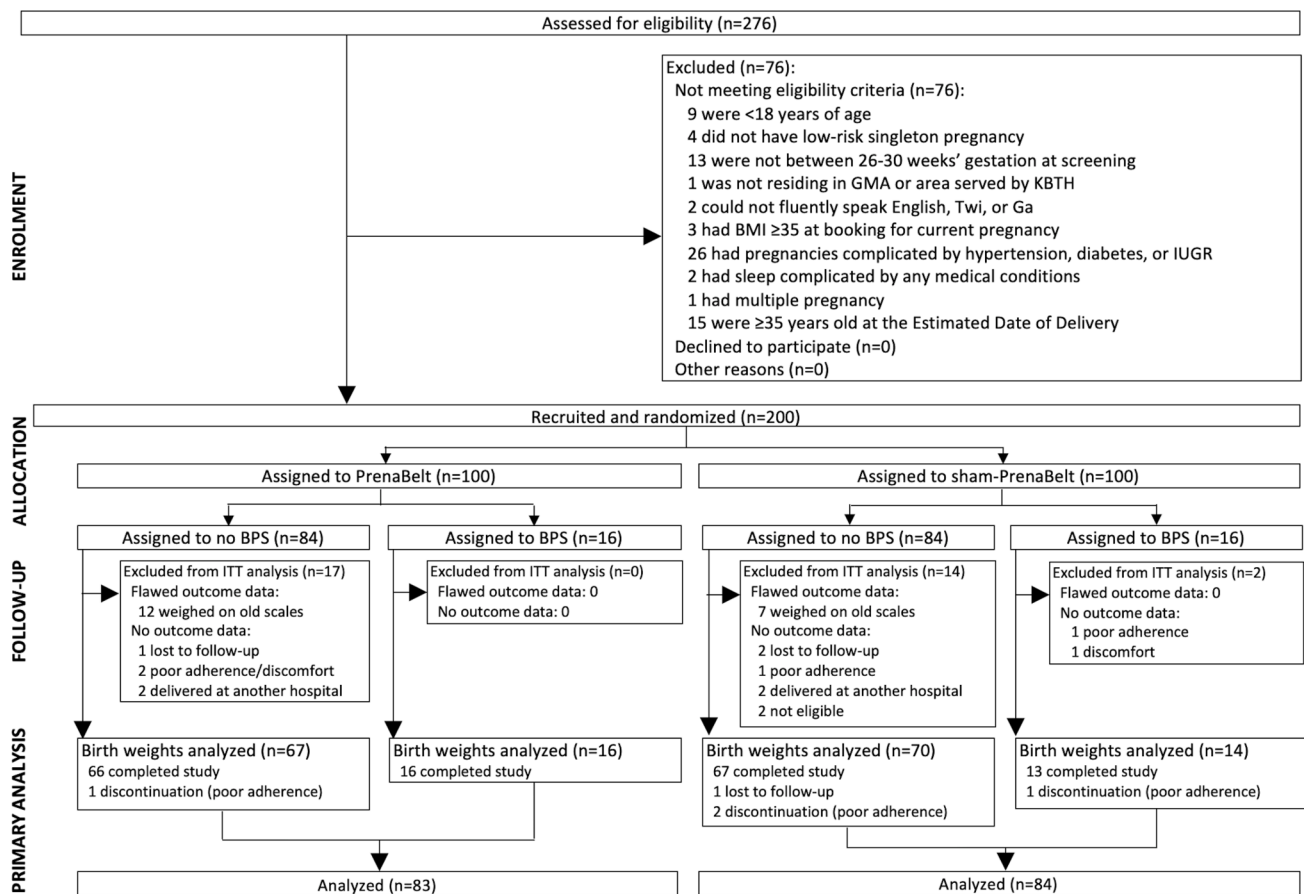 Assessed for eligibility (n=276)
ENROLMENT
Excluded (n=76):
Not meeting eligibility criteria (n=76):
9 were <18 years of age
4 did not have low-risk singleton pregnancy
13 were not between 26-30 weeks' gestation at screening
1 was not residing in GMA or area served by KBTH
2 could not fluently speak English, Twi, or Ga
3 had BMI ≥35 at booking for current pregnancy
26 had pregnancies complicated by hypertension, diabetes, or IUGR
2 had sleep complicated by any medical conditions
1 had multiple pregnancy
15 were ≥35 years old at the Estimated Date of Delivery
Declined to participate (n=0)
Other reasons (n=0)
ALLOCATION
Recruited and randomized (n=200)
Assigned to PrenaBelt (n=100)
Assigned to sham-PrenaBelt (n=100)
Assigned to no BPS (n=84)
Assigned to BPS (n=16)
Assigned to no BPS (n=84)
Assigned to BPS (n=16)
FOLLOW-UP
Excluded from ITT analysis (n=17)
Flawed outcome data:
12 weighed on old scales
No outcome data:
1 lost to follow-up
2 poor adherence/discomfort
2 delivered at another hospital
Excluded from ITT analysis (n=0)
Flawed outcome data: 0
No outcome data: 0
Excluded from ITT analysis (n=14)
Flawed outcome data:
7 weighed on old scales
No outcome data:
2 lost to follow-up
1 poor adherence
2 delivered at another hospital
2 not eligible
Excluded from ITT analysis (n=2)
Flawed outcome data: 0
No outcome data:
1 poor adherence
1 discomfort
PRIMARY ANALYSIS
Birth weights analyzed (n=67)
66 completed study
1 discontinuation (poor adherence)
Birth weights analyzed (n=16)
16 completed study
Birth weights analyzed (n=70)
67 completed study
1 lost to follow-up
2 discontinuation (poor adherence)
Birth weights analyzed (n=14)
13 completed study
1 discontinuation (poor adherence)
Analyzed (n=83)
Analyzed (n=84)